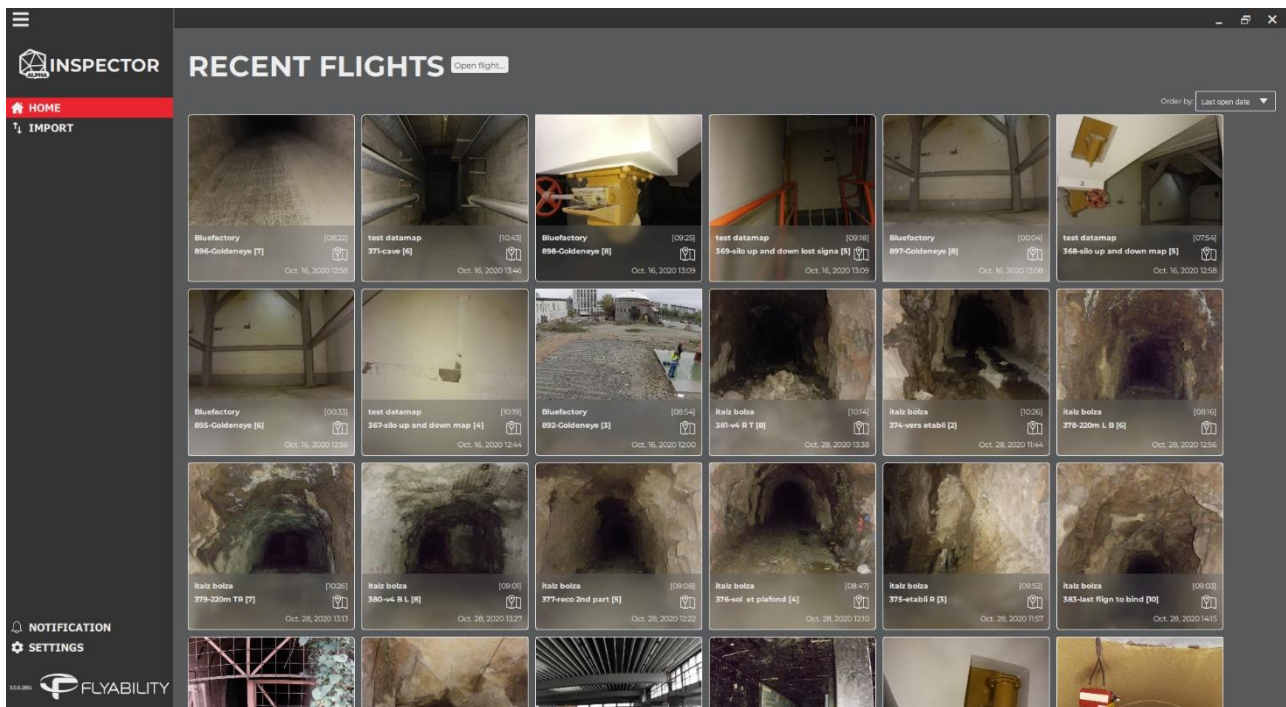 INSPECTOR
ALPHA
HOME
IMPORT
NOTIFICATION
SETTINGS
FLYABILITY
RECENT FLIGHTS
Open flight...
Order by: Last open date
Bluefactory [08:22]
896-Goldeneye [7]
Oct. 16, 2020 12:59
test datamap [10:43]
371-cave [6]
Oct. 16, 2020 13:46
Bluefactory [09:25]
898-Goldeneye [8]
Oct. 16, 2020 13:09
test datamap [09:18]
369-silo up and down lost signa [5]
Oct. 16, 2020 13:09
Bluefactory [00:04]
897-Goldeneye [8]
Oct. 16, 2020 13:08
test datamap [07:54]
368-silo up and down map [5]
Oct. 16, 2020 12:58
Bluefactory [00:33]
895-Goldeneye [6]
Oct. 16, 2020 12:56
test datamap [10:19]
367-silo up and down map [4]
Oct. 16, 2020 12:44
Bluefactory [08:54]
892-Goldeneye [3]
Oct. 16, 2020 12:00
italz bolza [10:14]
381-v4 R T [8]
Oct. 28, 2020 13:38
italz bolza [10:26]
374-vers etabli [2]
Oct. 28, 2020 11:44
italz bolza [08:16]
378-220m L B [6]
Oct. 28, 2020 12:56
italz bolza [10:26]
379-220m TR [7]
Oct. 28, 2020 13:13
italz bolza [09:01]
380-v4 B L [8]
Oct. 28, 2020 13:27
italz bolza [09:08]
377-reco 2nd part [5]
Oct. 28, 2020 12:22
italz bolza [08:47]
376-sol et plafond [4]
Oct. 28, 2020 12:10
italz bolza [09:52]
375-etabli R [3]
Oct. 28, 2020 11:57
italz bolza [09:03]
383-last flign to bind [10]
Oct. 28, 2020 14:15